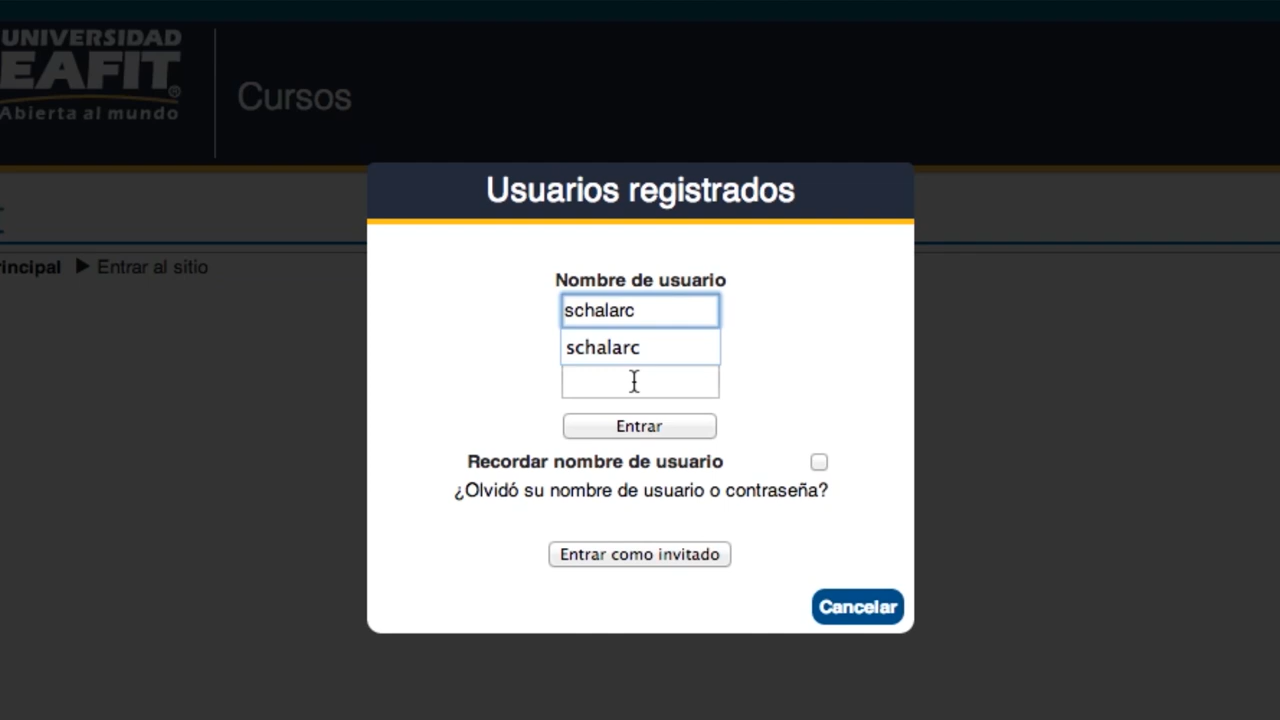 UNIVERSIDAD
EAFIT®
Abierta al mundo
Cursos
Usuarios registrados
rincipal ▶ Entrar al sitio
Nombre de usuario
schalarc
schalarc
Entrar
Recordar nombre de usuario
¿Olvidó su nombre de usuario o contraseña?
Entrar como invitado
Cancelar